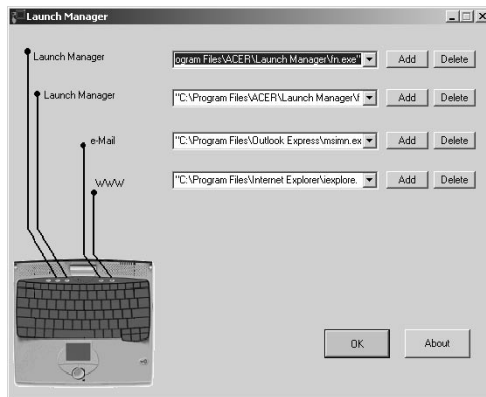 Launch Manager
Launch Manager
ogram Files\ACER\Launch Manager\fn.exe"
Add
Delete
Launch Manager
"C:\Program Files\ACER\Launch Manager\f
Add
Delete
e-Mail
"C:\Program Files\Outlook Express\msimn.ex
Add
Delete
WWW
"C:\Program Files\Internet Explorer\iexplore.
Add
Delete
OK
About